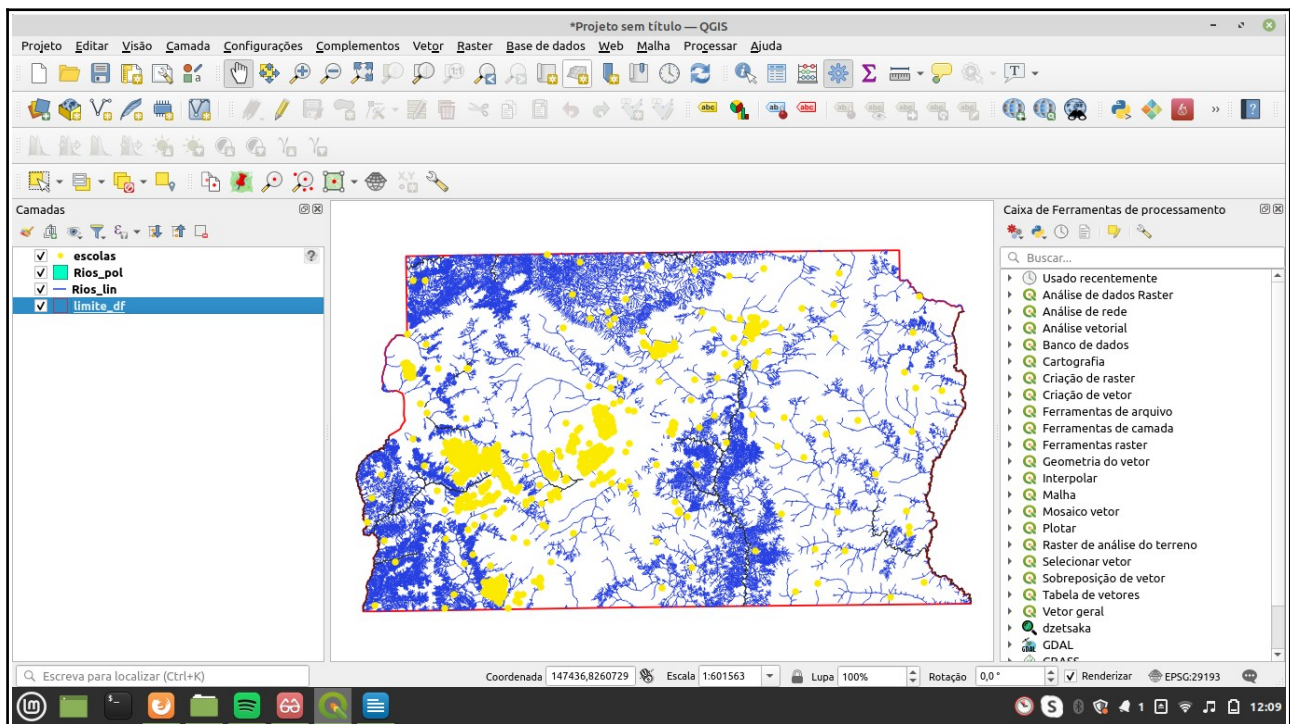 *Projeto sem título — QGIS
Projeto Editar Visão Camada Configurações Complementos Vetor Raster Base de dados Web Malha Processar Ajuda
Camadas
escolas
Rios_pol
Rios_lin
limite_df
Caixa de Ferramentas de processamento
Buscar...
Usado recentemente
Análise de dados Raster
Análise de rede
Análise vetorial
Banco de dados
Cartografia
Criação de raster
Criação de vetor
Ferramentas de arquivo
Ferramentas de camada
Ferramentas raster
Geometria do vetor
Interpolar
Malha
Mosaico vetor
Plotar
Raster de análise do terreno
Selecionar vetor
Sobreposição de vetor
Tabela de vetores
Vetor geral
dzetsaka
GDAL
Escreva para localizar (Ctrl+K) Coordenada 147436,8260729 Escala 1:601563 Lupa 100% Rotação 0,0 ° Renderizar EPSG:29193
1 12:09